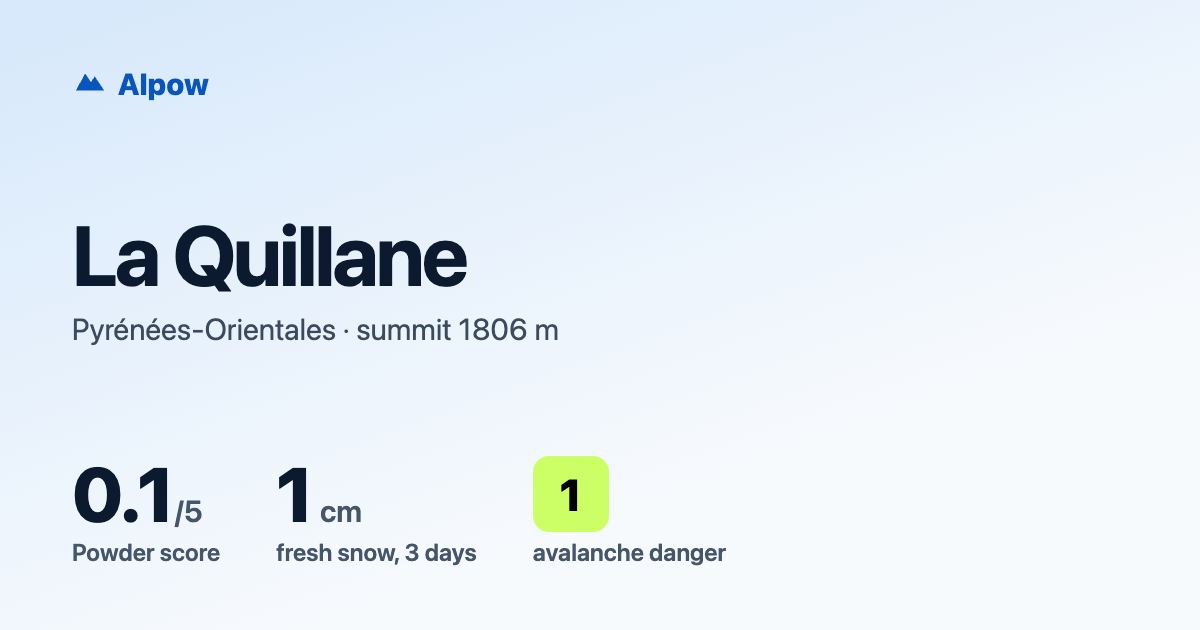 Alpow
La Quillane
Pyrénées-Orientales · summit 1806 m
0.1/5
Powder score
1 cm
fresh snow, 3 days
1
avalanche danger